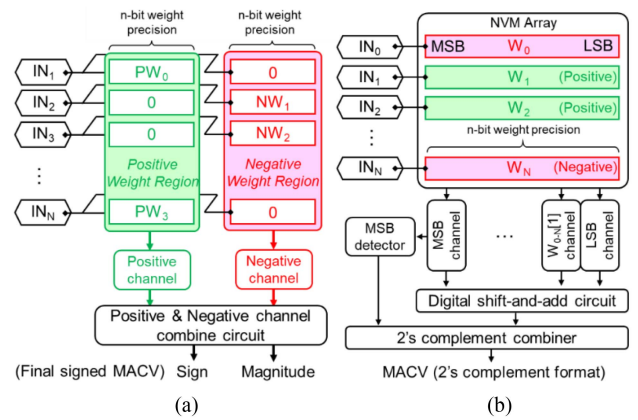 n-bit weight precision
n-bit weight precision
IN1 PW0 0
IN2 0 NW1
IN3 0 NW2
⋮
Positive Weight Region
Negative Weight Region
INN PW3 0
Positive channel
Negative channel
Positive & Negative channel combine circuit
(Final signed MACV) Sign Magnitude
(a)
NVM Array
IN0 MSB W0 LSB
IN1 W1 (Positive)
IN2 W2 (Positive)
⋮
n-bit weight precision
INN WN (Negative)
MSB detector
MSB channel
...
W0-N[1] channel
LSB channel
Digital shift-and-add circuit
2's complement combiner
MACV (2's complement format)
(b)